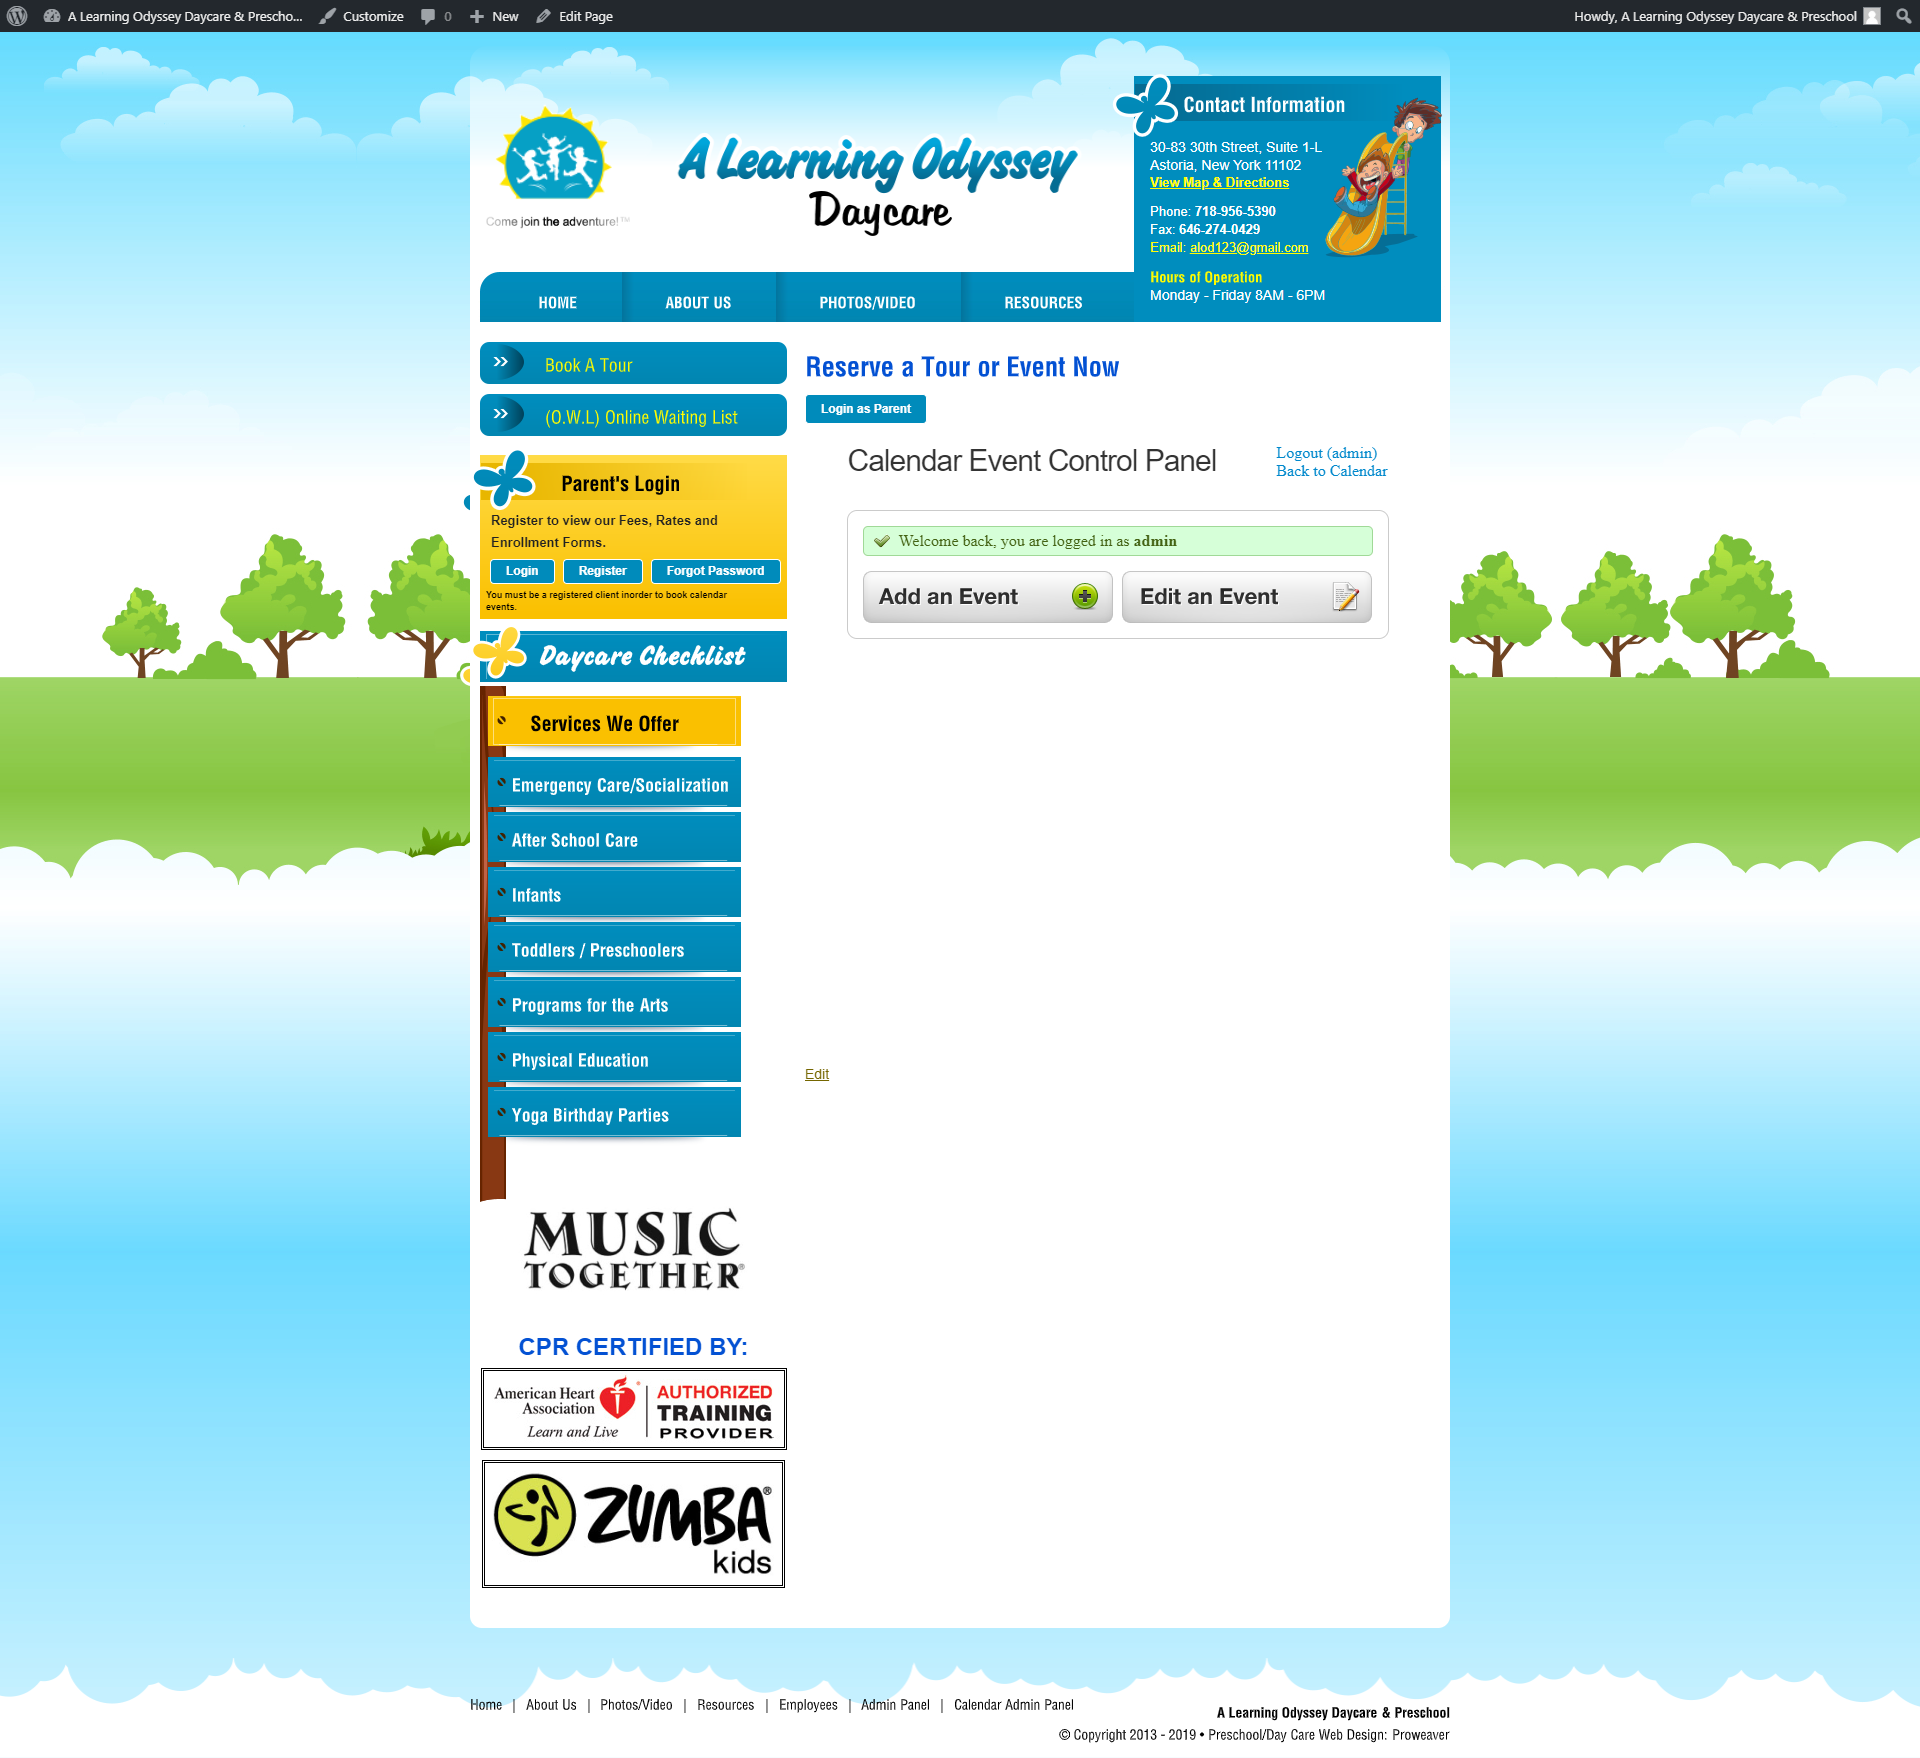 A Learning Odyssey Daycare & Prescho...
Customize
0
New
Edit Page
Howdy, A Learning Odyssey Daycare & Preschool
Come join the adventure!™
A Learning Odyssey
Daycare
Contact Information
30-83 30th Street, Suite 1-L
Astoria, New York 11102
View Map & Directions
Phone: 718-956-5390
Fax: 646-274-0429
Email: alod123@gmail.com
Hours of Operation
Monday - Friday 8AM - 6PM
HOME
ABOUT US
PHOTOS/VIDEO
RESOURCES
Book A Tour
(O.W.L) Online Waiting List
Parent's Login
Register to view our Fees, Rates and
Enrollment Forms.
Login
Register
Forgot Password
You must be a registered client inorder to book calendar
events.
Daycare Checklist
Services We Offer
Emergency Care/Socialization
After School Care
Infants
Toddlers / Preschoolers
Programs for the Arts
Physical Education
Yoga Birthday Parties
MUSIC
TOGETHER®
CPR CERTIFIED BY:
American Heart
Association®
Learn and Live
AUTHORIZED
TRAINING
PROVIDER
ZUMBA®
kids
Reserve a Tour or Event Now
Login as Parent
Calendar Event Control Panel
Logout (admin)
Back to Calendar
Welcome back, you are logged in as admin
Add an Event
Edit an Event
Edit
Home | About Us | Photos/Video | Resources | Employees | Admin Panel | Calendar Admin Panel
A Learning Odyssey Daycare & Preschool
© Copyright 2013 - 2019 • Preschool/Day Care Web Design: Proweaver